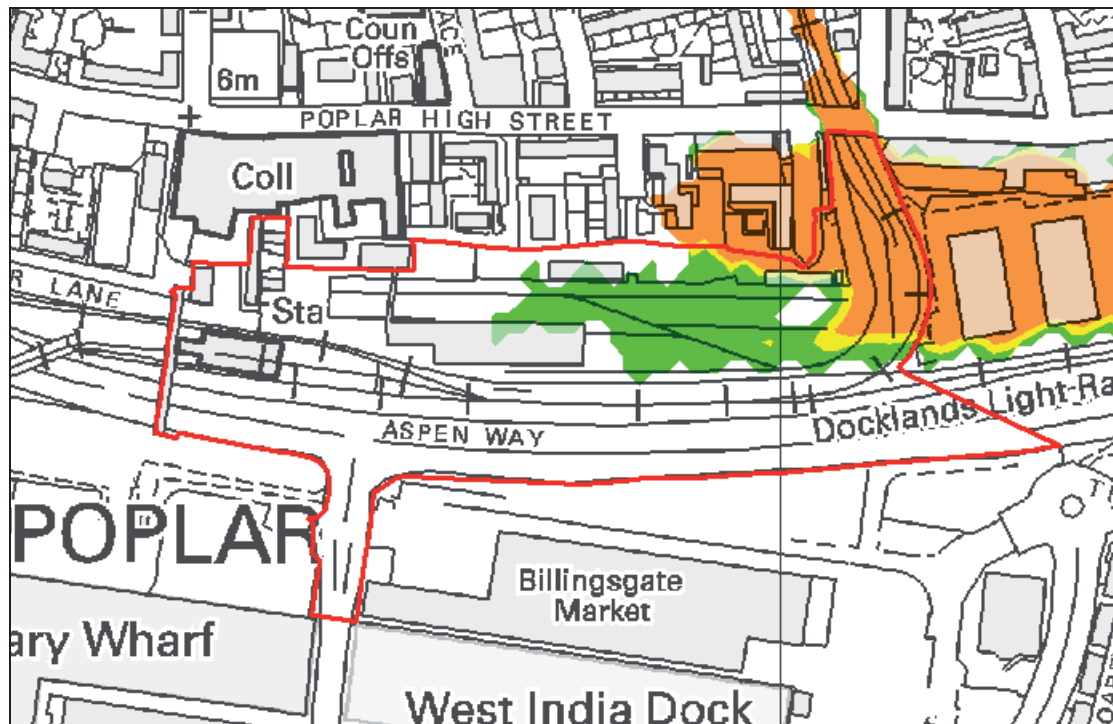 Coun
Offs
6m
POPLAR HIGH STREET
Coll
R LANE
Sta
Docklands Light Ra
ASPEN WAY
POPLAR
Billingsgate
Market
ary Wharf
West India Dock